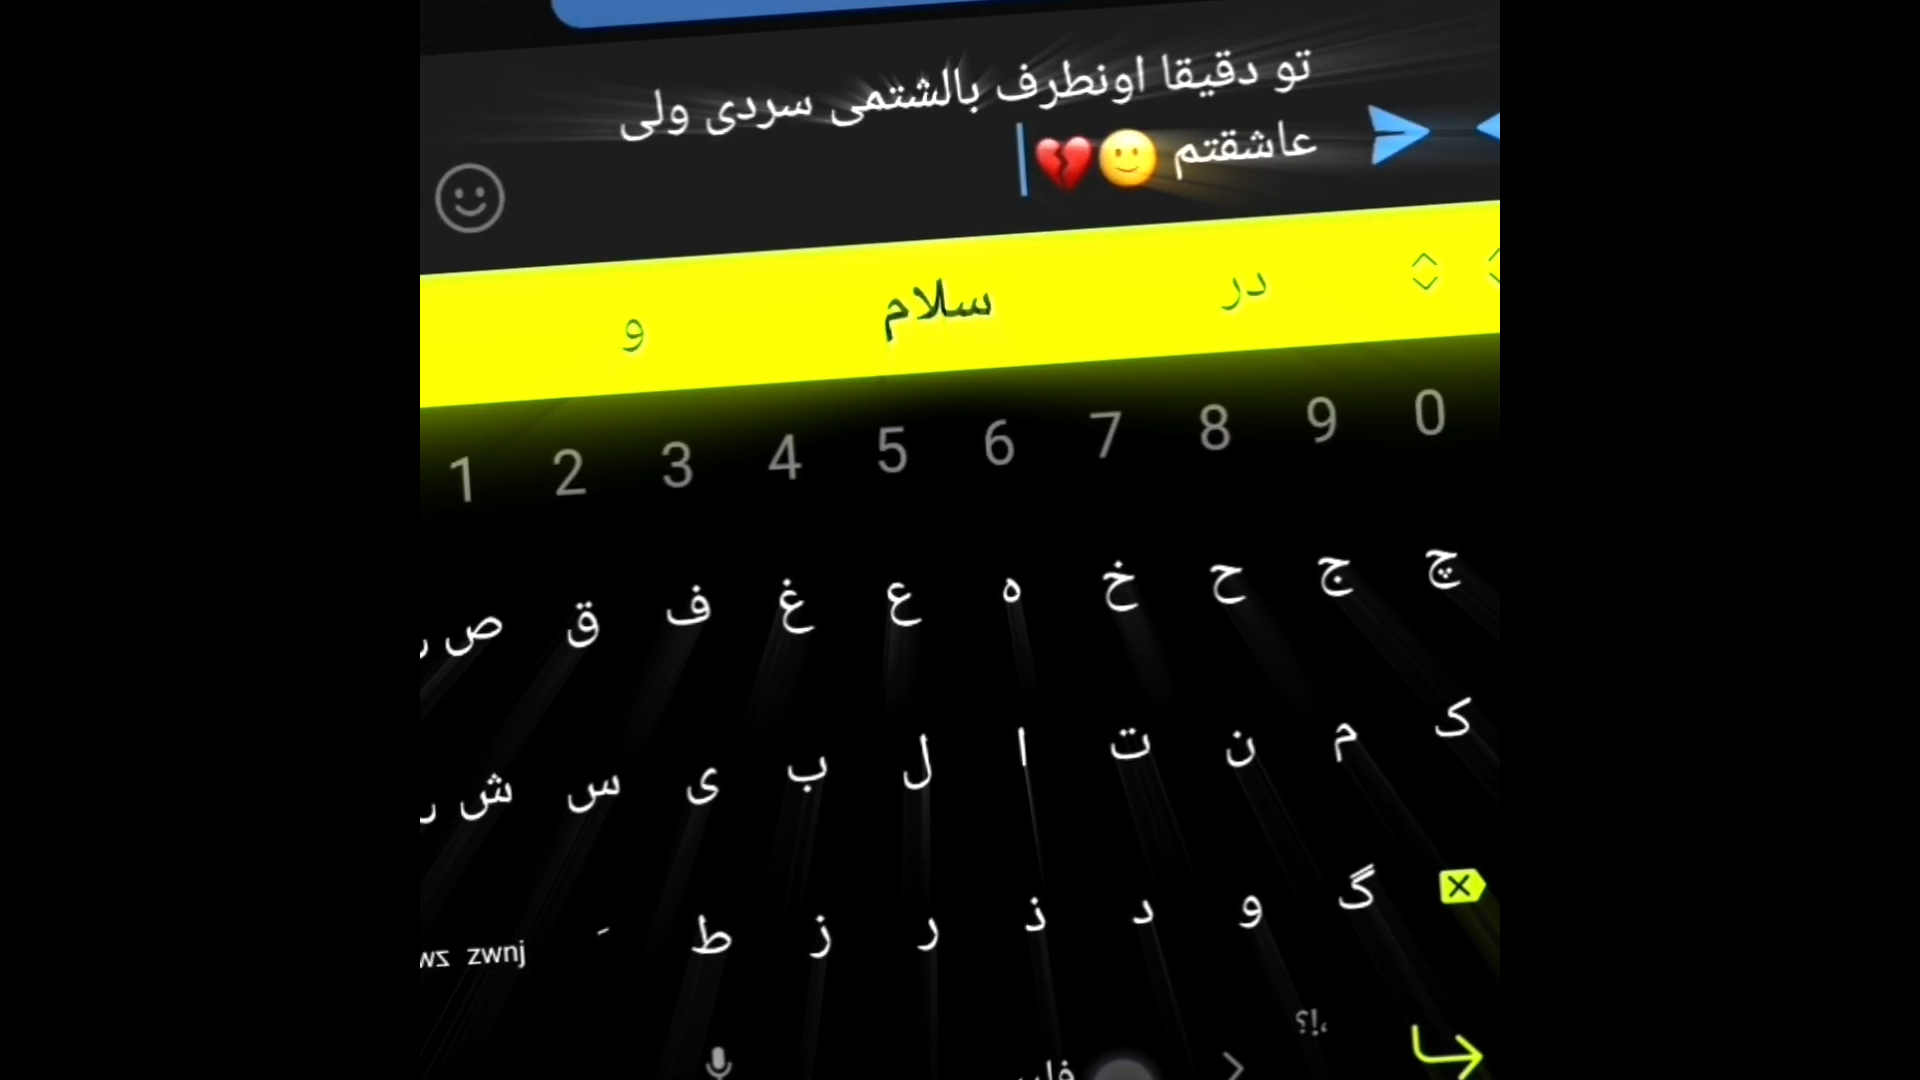 تو دقیقا اونطرف بالشتمی سردی ولی
عاشقتم 🙂💔
در سلام و
1 2 3 4 5 6 7 8 9 0
ص ق ف غ ع ه خ ح ج چ
ش س ی ب ل ا ت ن م ک
zwnj َ ط ز ر ذ د و گ
،!؟